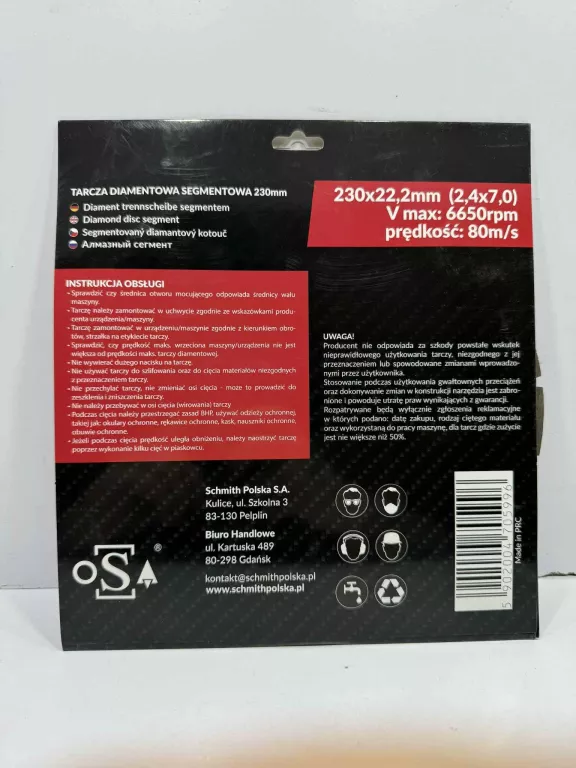 TARCZA DIAMENTOWA SEGMENTOWA 230mm
Diament trennscheibe segmentem
Diamond disc segment
Segmentovaný diamantový kotouč
Алмазный сегмент
230x22,2mm (2,4x7,0)
V max: 6650rpm
prędkość: 80m/s
INSTRUKCJA OBSŁUGI
- Sprawdzić czy średnica otworu mocującego odpowiada średnicy wału
maszyny.
- Tarczę należy zamontować w uchwycie zgodnie ze wskazówkami produ-
centa urządzenia/maszyny.
- Tarczę zamontować w urządzeniu/maszynie zgodnie z kierunkiem obro-
tów, strzałka na etykiecie tarczy.
- Sprawdzić, czy prędkość maks. wrzeciona maszyny/urządzenia nie jest
większa od prędkości maks. tarczy diamentowej.
- Nie wywierać dużego nacisku na tarczę.
- Nie używać tarczy do szlifowania oraz do cięcia materiałów niezgodnych
z przeznaczeniem tarczy.
- Nie przechylać tarczy, nie zmieniać osi cięcia - może to prowadzić do
zeszklenia i zniszczenia tarczy.
- Nie należy przebywać w osi cięcia (wirowania) tarczy
- Podczas cięcia należy przestrzegać zasad BHP, używać odzieży ochronnej,
takiej jak: okulary ochronne, rękawice ochronne, kask, nauszniki ochronne,
obuwie ochronne.
- Jeżeli podczas cięcia prędkość uległa obniżeniu, należy naostrzyć tarczę
poprzez wykonanie kilku cięć w piaskowcu.
UWAGA!
Producent nie odpowiada za szkody powstałe wskutek
nieprawidłowego użytkowania tarczy, niezgodnego z jej
przeznaczeniem lub spowodowane zmianami wprowadzo-
nymi przez użytkownika.
Stosowanie podczas użytkowania gwałtownych przeciążeń
oraz dokonywanie zmian w konstrukcji narzędzia jest zabro-
nione i powoduje utratę praw wynikających z gwarancji.
Rozpatrywane będą wyłącznie zgłoszenia reklamacyjne
w których podano: datę zakupu, rodzaj ciętego materiału
oraz wykorzystaną do pracy maszynę, dla tarcz gdzie zużycie
jest nie większe niż 50%.
Schmith Polska S.A.
Kulice, ul. Szkolna 3
83-130 Pelplin
Biuro Handlowe
ul. Kartuska 489
80-298 Gdańsk
kontakt@schmithpolska.pl
www.schmithpolska.pl
oSA ®
5 902004 705996
Made in PRC